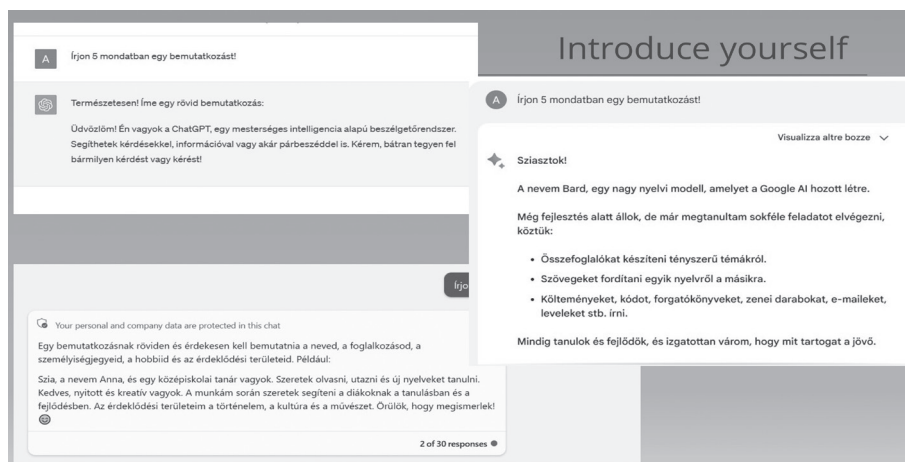 Introduce yourself
A
Írjon 5 mondatban egy bemutatkozást!
Természetesen! Íme egy rövid bemutatkozás:
Üdvözlöm! Én vagyok a ChatGPT, egy mesterséges intelligencia alapú beszélgetőrendszer.
Segíthetek kérdésekkel, információval vagy akár párbeszéddel is. Kérem, bátran tegyen fel
bármilyen kérdést vagy kérést!
A
Írjon 5 mondatban egy bemutatkozást!
Visualizza altre bozze
Sziasztok!
A nevem Bard, egy nagy nyelvi modell, amelyet a Google AI hozott létre.
Még fejlesztés alatt állok, de már megtanultam sokféle feladatot elvégezni,
köztük:
• Összefoglalókat készíteni tényszerű témákról.
• Szövegeket fordítani egyik nyelvről a másikra.
• Költeményeket, kódot, forgatókönyveket, zenei darabokat, e-maileket,
leveleket stb. írni.
Mindig tanulok és fejlődök, és izgatottan várom, hogy mit tartogat a jövő.
Írjo
Your personal and company data are protected in this chat
Egy bemutatkozásnak röviden és érdekesen kell bemutatnia a neved, a foglalkozásod, a
személyiségjegyeid, a hobbiid és az érdeklődési területeid. Például:
Szia, a nevem Anna, és egy középiskolai tanár vagyok. Szeretek olvasni, utazni és új nyelveket tanulni.
Kedves, nyitott és kreatív vagyok. A munkám során szeretek segíteni a diákoknak a tanulásban és a
fejlődésben. Az érdeklődési területeim a történelem, a kultúra és a művészet. Örülök, hogy megismerlek!
2 of 30 responses